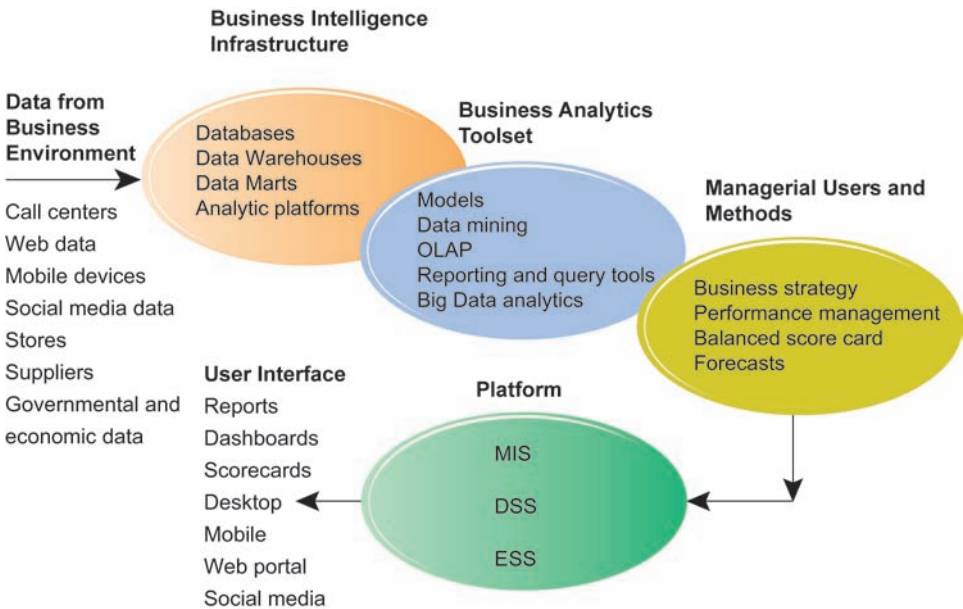 Business Intelligence
Infrastructure
Data from
Business
Environment
Call centers
Web data
Mobile devices
Social media data
Stores
Suppliers
Governmental and
economic data
Databases
Data Warehouses
Data Marts
Analytic platforms
Business Analytics
Toolset
Models
Data mining
OLAP
Reporting and query tools
Big Data analytics
Managerial Users and
Methods
Business strategy
Performance management
Balanced score card
Forecasts
Platform
MIS
DSS
ESS
User Interface
Reports
Dashboards
Scorecards
Desktop
Mobile
Web portal
Social media